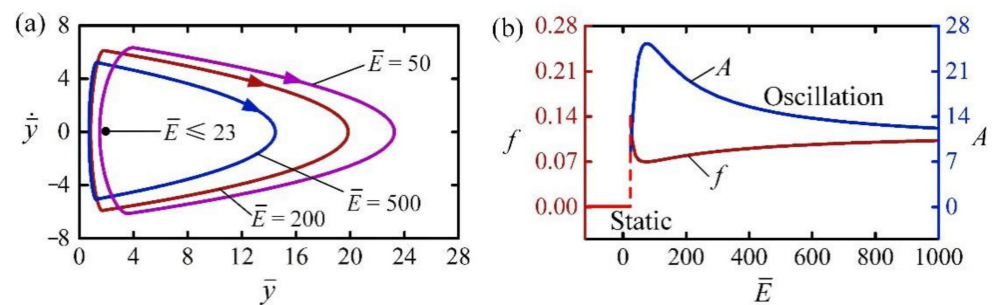 (a)
8
4
0
−4
−8
ẏ̄
Ē = 50
Ē ⩽ 23
Ē = 500
Ē = 200
0 4 8 12 16 20 24 28
ȳ
(b)
0.28
0.21
0.14
0.07
0.00
f
28
21
14
7
0
A
A
Oscillation
f
Static
0 200 400 600 800 1000
Ē